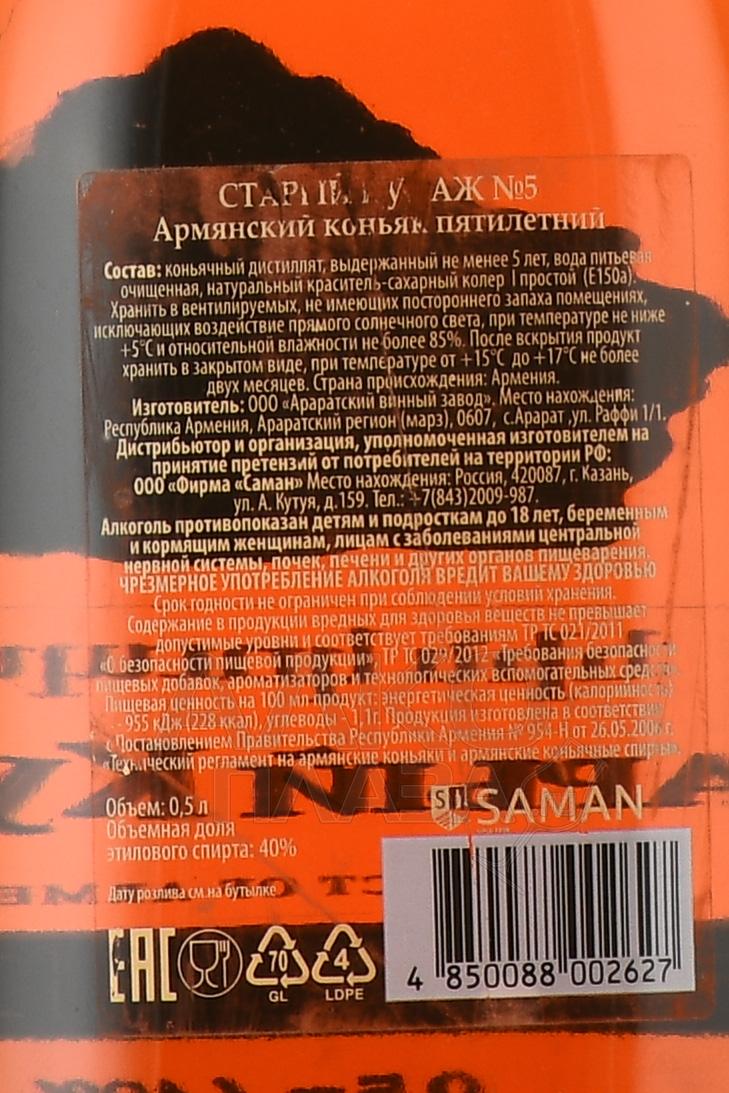 СТАРЫЙ КУПАЖ №5
Армянский коньяк пятилетний
Состав: коньячный дистиллят, выдержанный не менее 5 лет, вода питьевая
очищенная, натуральный краситель-сахарный колер I простой (Е150а).
Хранить в вентилируемых, не имеющих постороннего запаха помещениях,
исключающих воздействие прямого солнечного света, при температуре не ниже
+5°С и относительной влажности не более 85%. После вскрытия продукт
хранить в закрытом виде, при температуре от +15°С до +17°С не более
двух месяцев. Страна происхождения: Армения.
Изготовитель: ООО «Араратский винный завод». Место нахождения:
Республика Армения, Араратский регион (марз), 0607, с.Арарат ,ул. Раффи 1/1.
Дистрибьютор и организация, уполномоченная изготовителем на
принятие претензий от потребителей на территории РФ:
ООО «Фирма «Саман» Место нахождения: Россия, 420087, г. Казань,
ул. А. Кутуя, д.159. Тел.: +7(843)2009-987.
Алкоголь противопоказан детям и подросткам до 18 лет, беременным
и кормящим женщинам, лицам с заболеваниями центральной
нервной системы, почек, печени и других органов пищеварения.
ЧРЕЗМЕРНОЕ УПОТРЕБЛЕНИЕ АЛКОГОЛЯ ВРЕДИТ ВАШЕМУ ЗДОРОВЬЮ
Срок годности не ограничен при соблюдении условий хранения.
Содержание в продукции вредных для здоровья веществ не превышает
допустимые уровни и соответствует требованиям ТР ТС 021/2011
«О безопасности пищевой продукции», ТР ТС 029/2012 «Требования безопасности
пищевых добавок, ароматизаторов и технологических вспомогательных средств».
Пищевая ценность на 100 мл продукт: энергетическая ценность (калорийность)
- 955 кДж (228 ккал), углеводы - 1,1г. Продукция изготовлена в соответствии
с Постановлением Правительства Республики Армения № 954-Н от 26.05.2006 г.
«Технический регламент на армянские коньяки и армянские коньячные спирты».
Объем: 0,5 л
Объемная доля
этилового спирта: 40%
SAMAN
Дату розлива см.на бутылке
EAC
70
GL
4
LDPE
4 850088 002627